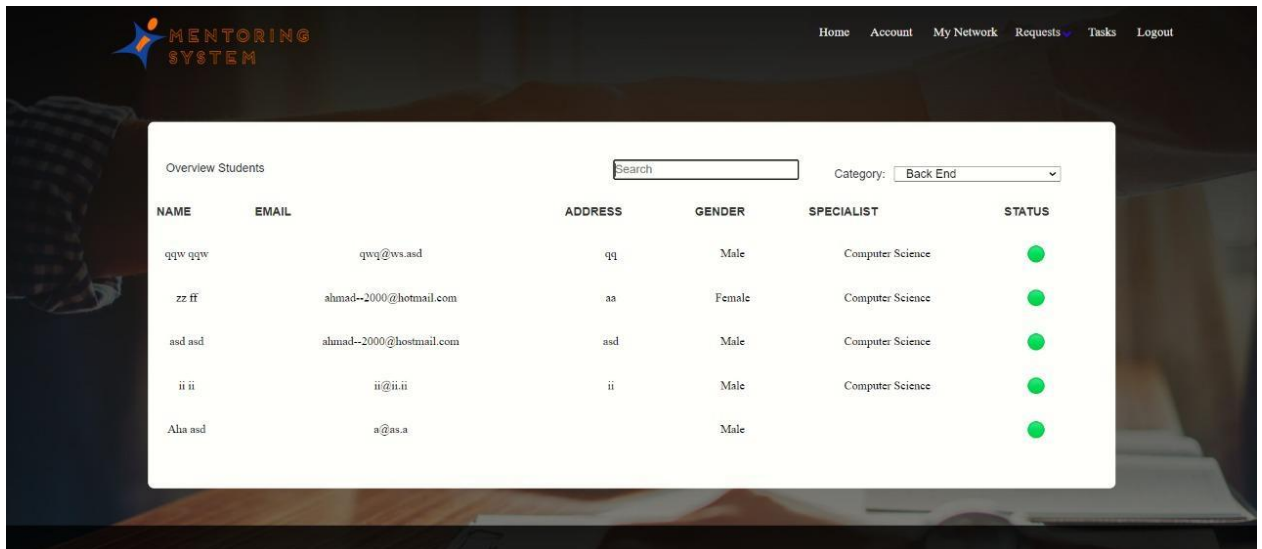 MENTORING
SYSTEM
Home Account My Network Requests Tasks Logout
Overview Students Search Category: Back End
NAME EMAIL ADDRESS GENDER SPECIALIST STATUS
qqw qqw qwq@ws.asd qq Male Computer Science
zz ff ahmad--2000@hotmail.com aa Female Computer Science
asd asd ahmad--2000@hostmail.com asd Male Computer Science
ii ii ii@ii.ii ii Male Computer Science
Aha asd a@as.a Male